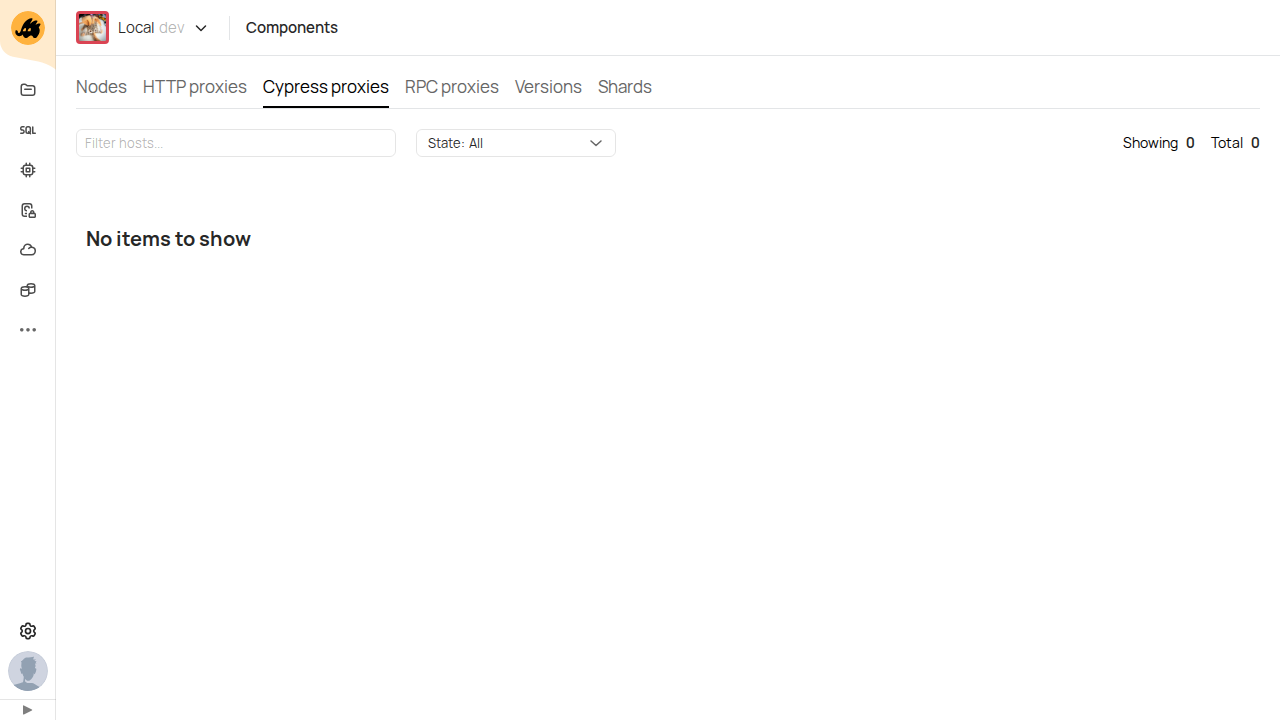 Local dev
Components
Nodes HTTP proxies Cypress proxies RPC proxies Versions Shards
SQL
Filter hosts...
State: All
Showing 0 Total 0
No items to show